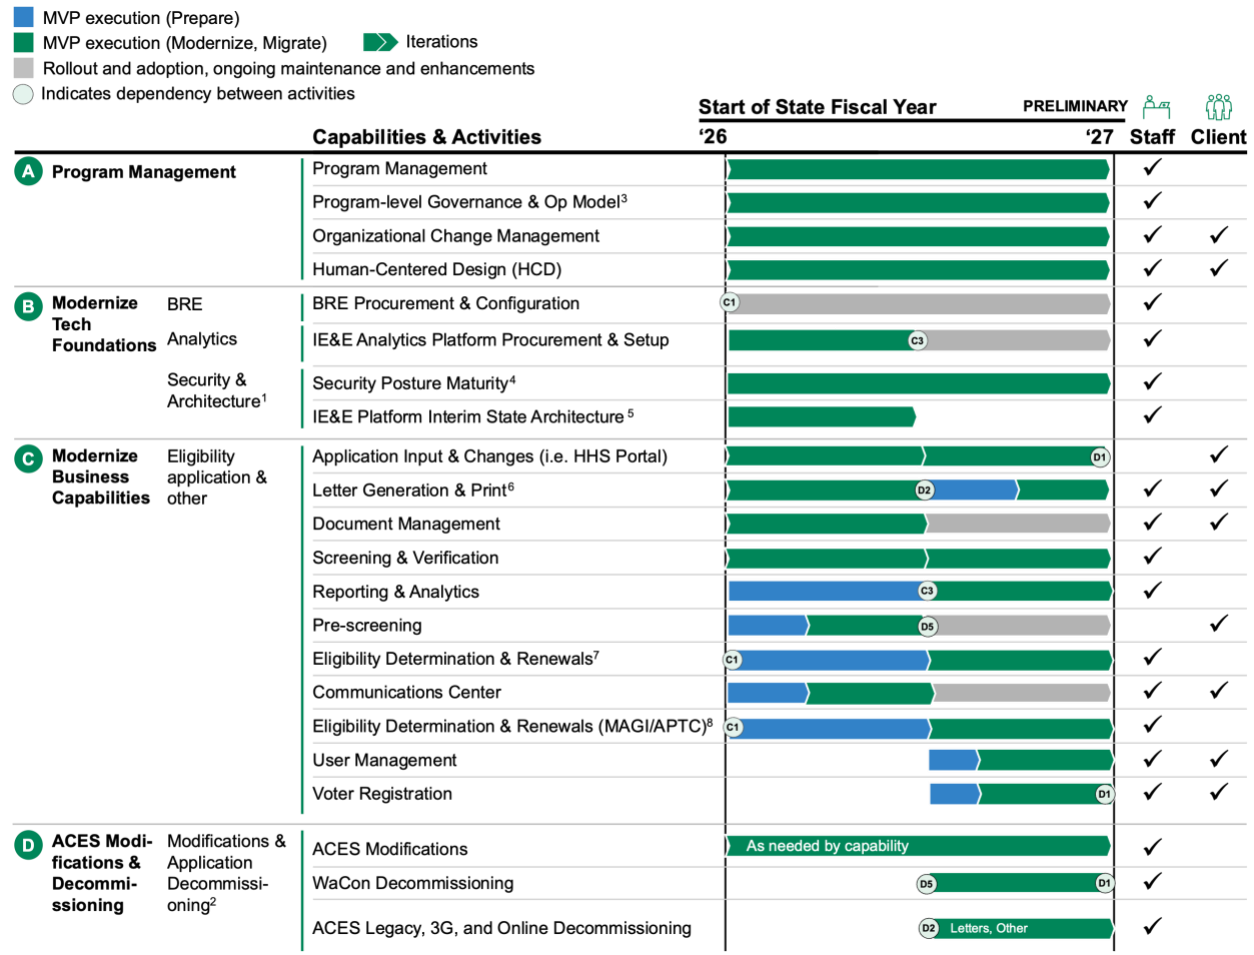 MVP execution (Prepare)
MVP execution (Modernize, Migrate)
Iterations
Rollout and adoption, ongoing maintenance and enhancements
Indicates dependency between activities
Start of State Fiscal Year
PRELIMINARY
Capabilities & Activities
‘26
‘27
Staff
Client
A
Program Management
Program Management
Program-level Governance & Op Model3
Organizational Change Management
Human-Centered Design (HCD)
B
Modernize
Tech
Foundations
BRE
BRE Procurement & Configuration
C1
Analytics
IE&E Analytics Platform Procurement & Setup
C3
Security &
Architecture1
Security Posture Maturity4
IE&E Platform Interim State Architecture 5
C
Modernize
Business
Capabilities
Eligibility
application &
other
Application Input & Changes (i.e. HHS Portal)
D1
Letter Generation & Print6
D2
Document Management
Screening & Verification
Reporting & Analytics
C3
Pre-screening
D5
Eligibility Determination & Renewals7
C1
Communications Center
Eligibility Determination & Renewals (MAGI/APTC)8
C1
User Management
Voter Registration
D1
D
ACES Modi-
fications &
Decommi-
ssioning
Modifications &
Application
Decommissi-
oning2
ACES Modifications
As needed by capability
WaCon Decommissioning
D5
D1
ACES Legacy, 3G, and Online Decommissioning
D2
Letters, Other